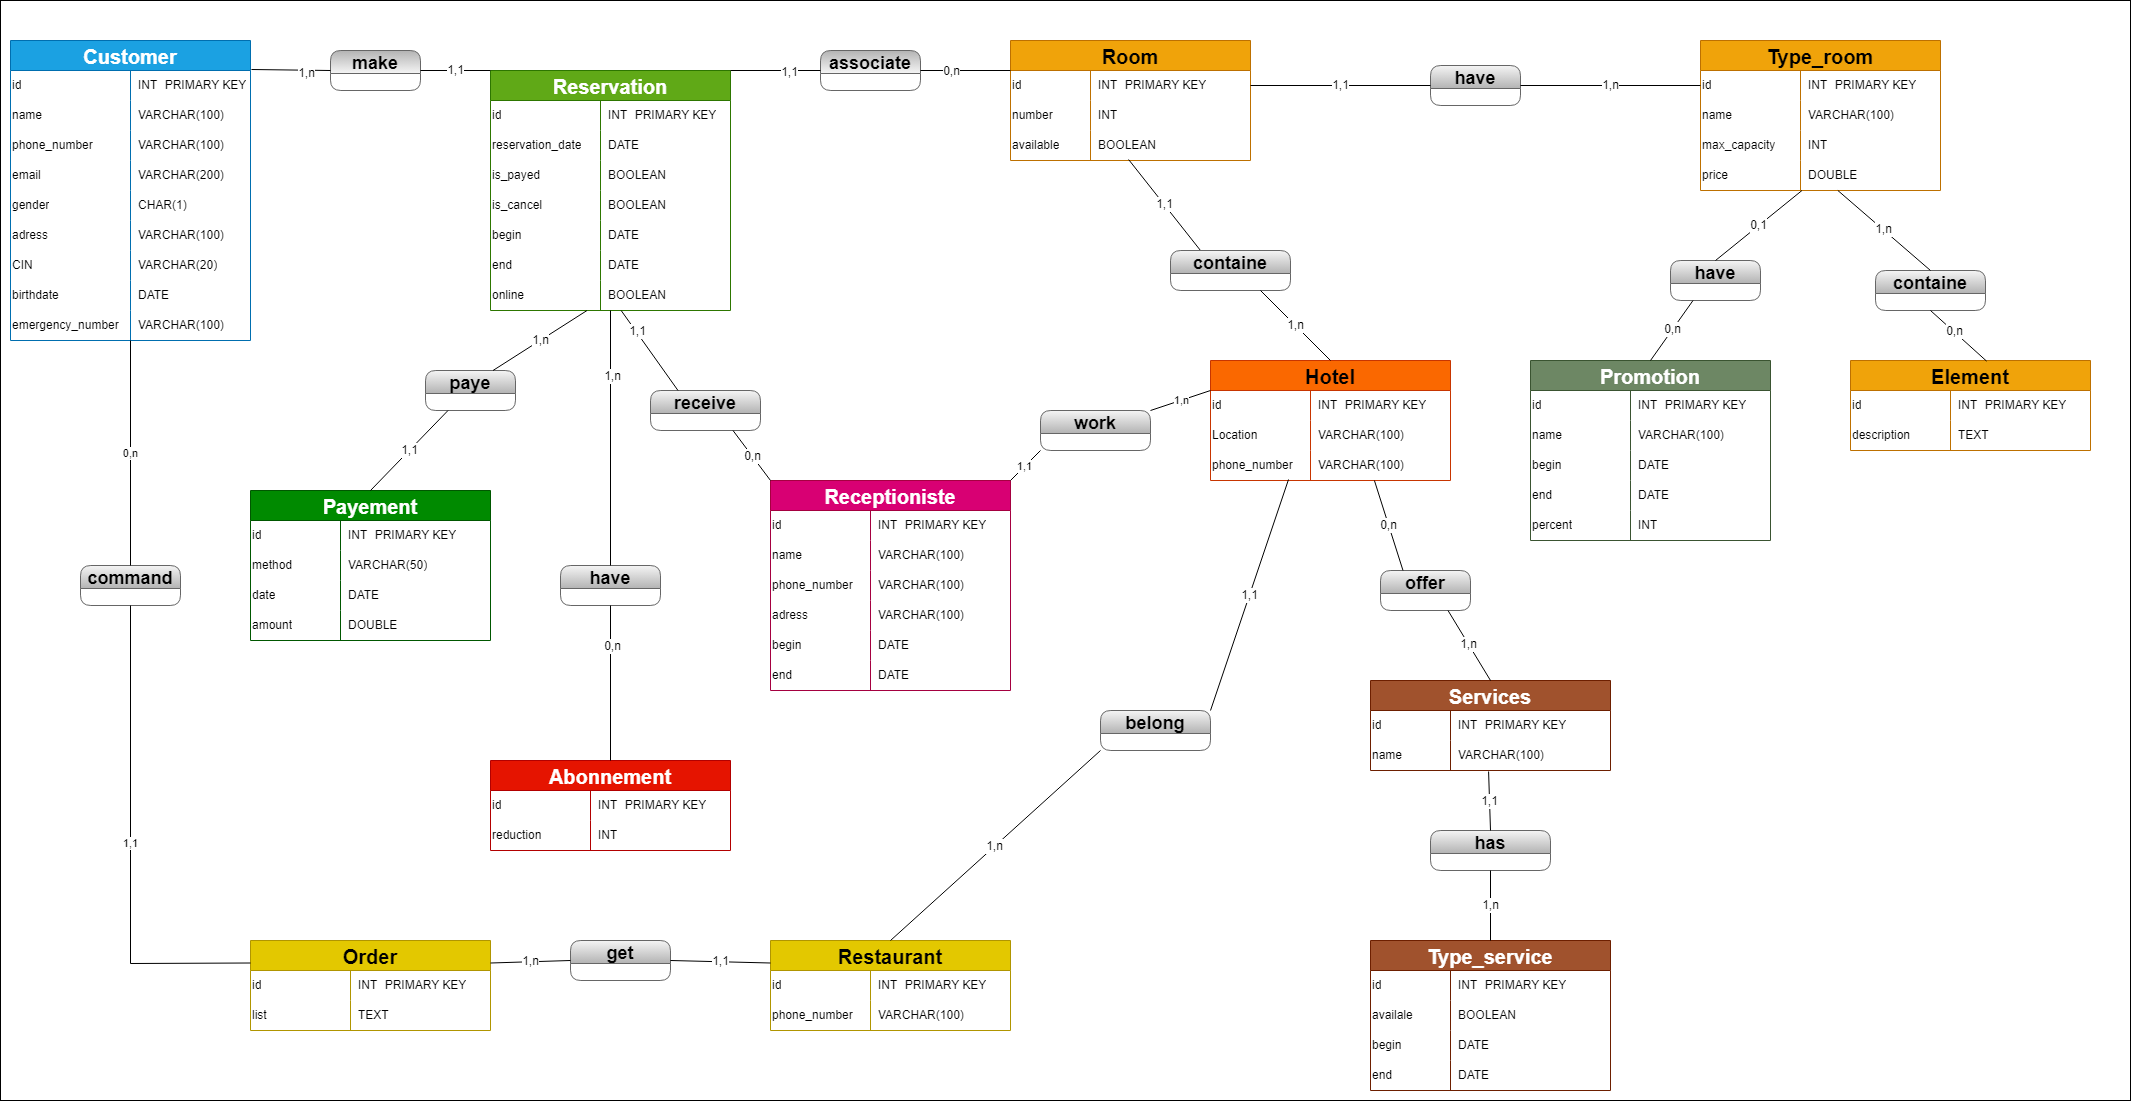 Customer
id INT PRIMARY KEY
name VARCHAR(100)
phone_number VARCHAR(100)
email VARCHAR(200)
gender CHAR(1)
adress VARCHAR(100)
CIN VARCHAR(20)
birthdate DATE
emergency_number VARCHAR(100)
1,n
make
1,1
Reservation
id INT PRIMARY KEY
reservation_date DATE
is_payed BOOLEAN
is_cancel BOOLEAN
begin DATE
end DATE
online BOOLEAN
1,1
associate
0,n
Room
id INT PRIMARY KEY
number INT
available BOOLEAN
1,1
have
1,n
Type_room
id INT PRIMARY KEY
name VARCHAR(100)
max_capacity INT
price DOUBLE
1,1
containe
1,n
0,1
have
0,n
1,n
containe
0,n
Hotel
id INT PRIMARY KEY
Location VARCHAR(100)
phone_number VARCHAR(100)
Promotion
id INT PRIMARY KEY
name VARCHAR(100)
begin DATE
end DATE
percent INT
Element
id INT PRIMARY KEY
description TEXT
1,n
paye
1,1
1,n
have
0,n
1,1
receive
0,n
1,n
work
1,1
Payement
id INT PRIMARY KEY
method VARCHAR(50)
date DATE
amount DOUBLE
Receptioniste
id INT PRIMARY KEY
name VARCHAR(100)
phone_number VARCHAR(100)
adress VARCHAR(100)
begin DATE
end DATE
0,n
command
1,1
1,1
belong
1,n
0,n
offer
1,n
Services
id INT PRIMARY KEY
name VARCHAR(100)
1,1
has
1,n
Abonnement
id INT PRIMARY KEY
reduction INT
Order
id INT PRIMARY KEY
list TEXT
1,n
get
1,1
Restaurant
id INT PRIMARY KEY
phone_number VARCHAR(100)
Type_service
id INT PRIMARY KEY
availale BOOLEAN
begin DATE
end DATE